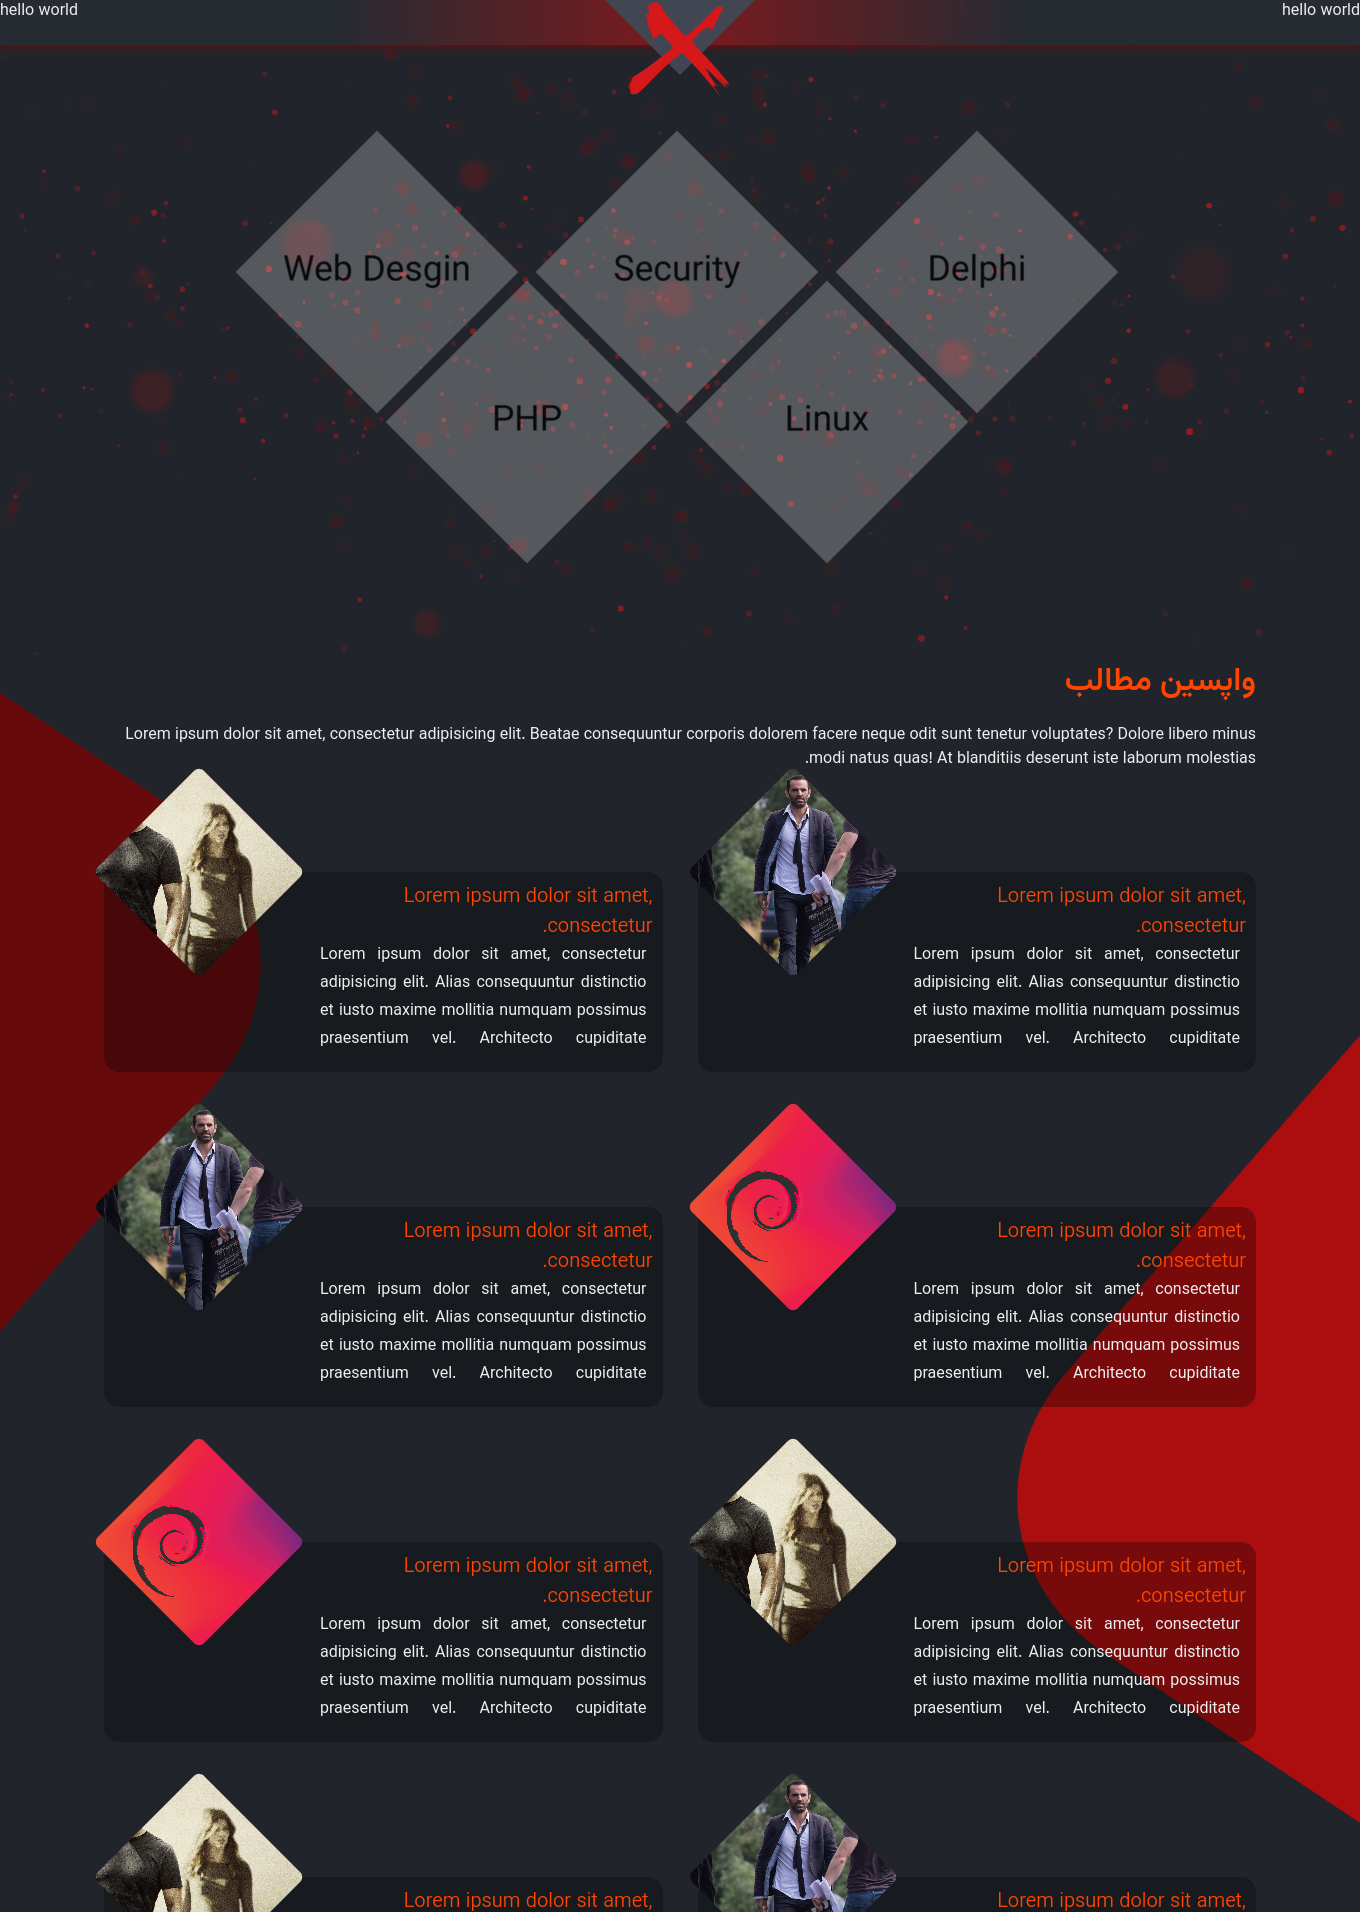 hello world
hello world
Web Desgin
Security
Delphi
PHP
Linux
واپسین مطالب
Lorem ipsum dolor sit amet, consectetur adipisicing elit. Beatae consequuntur corporis dolorem facere neque odit sunt tenetur voluptates? Dolore libero minus
.modi natus quas! At blanditiis deserunt iste laborum molestias
Lorem ipsum dolor sit amet,
.consectetur
Lorem ipsum dolor sit amet, consectetur
adipisicing elit. Alias consequuntur distinctio
et iusto maxime mollitia numquam possimus
praesentium vel. Architecto cupiditate
Lorem ipsum dolor sit amet,
.consectetur
Lorem ipsum dolor sit amet, consectetur
adipisicing elit. Alias consequuntur distinctio
et iusto maxime mollitia numquam possimus
praesentium vel. Architecto cupiditate
Lorem ipsum dolor sit amet,
.consectetur
Lorem ipsum dolor sit amet, consectetur
adipisicing elit. Alias consequuntur distinctio
et iusto maxime mollitia numquam possimus
praesentium vel. Architecto cupiditate
Lorem ipsum dolor sit amet,
.consectetur
Lorem ipsum dolor sit amet, consectetur
adipisicing elit. Alias consequuntur distinctio
et iusto maxime mollitia numquam possimus
praesentium vel. Architecto cupiditate
Lorem ipsum dolor sit amet,
.consectetur
Lorem ipsum dolor sit amet, consectetur
adipisicing elit. Alias consequuntur distinctio
et iusto maxime mollitia numquam possimus
praesentium vel. Architecto cupiditate
Lorem ipsum dolor sit amet,
.consectetur
Lorem ipsum dolor sit amet, consectetur
adipisicing elit. Alias consequuntur distinctio
et iusto maxime mollitia numquam possimus
praesentium vel. Architecto cupiditate
Lorem ipsum dolor sit amet,
Lorem ipsum dolor sit amet,